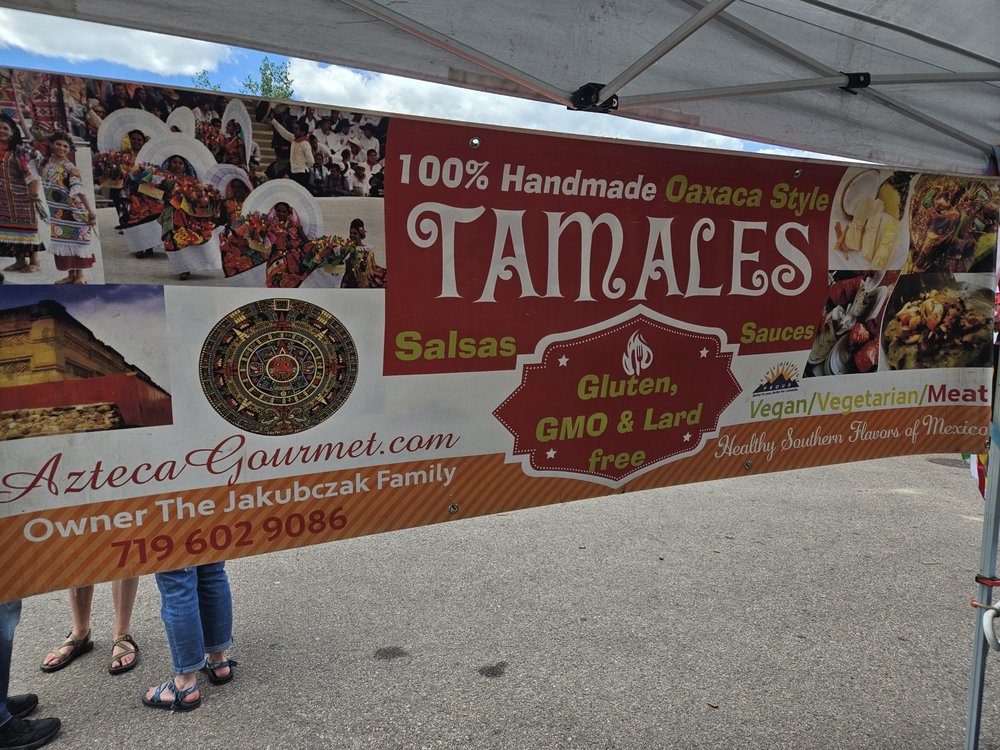 100% Handmade Oaxaca Style
TAMALES
Salsas
Sauces
Gluten,
GMO & Lard
free
Vegan/Vegetarian/Meat
Healthy Southern Flavors of Mexico
AztecaGourmet.com
Owner The Jakubczak Family
719 602 9086